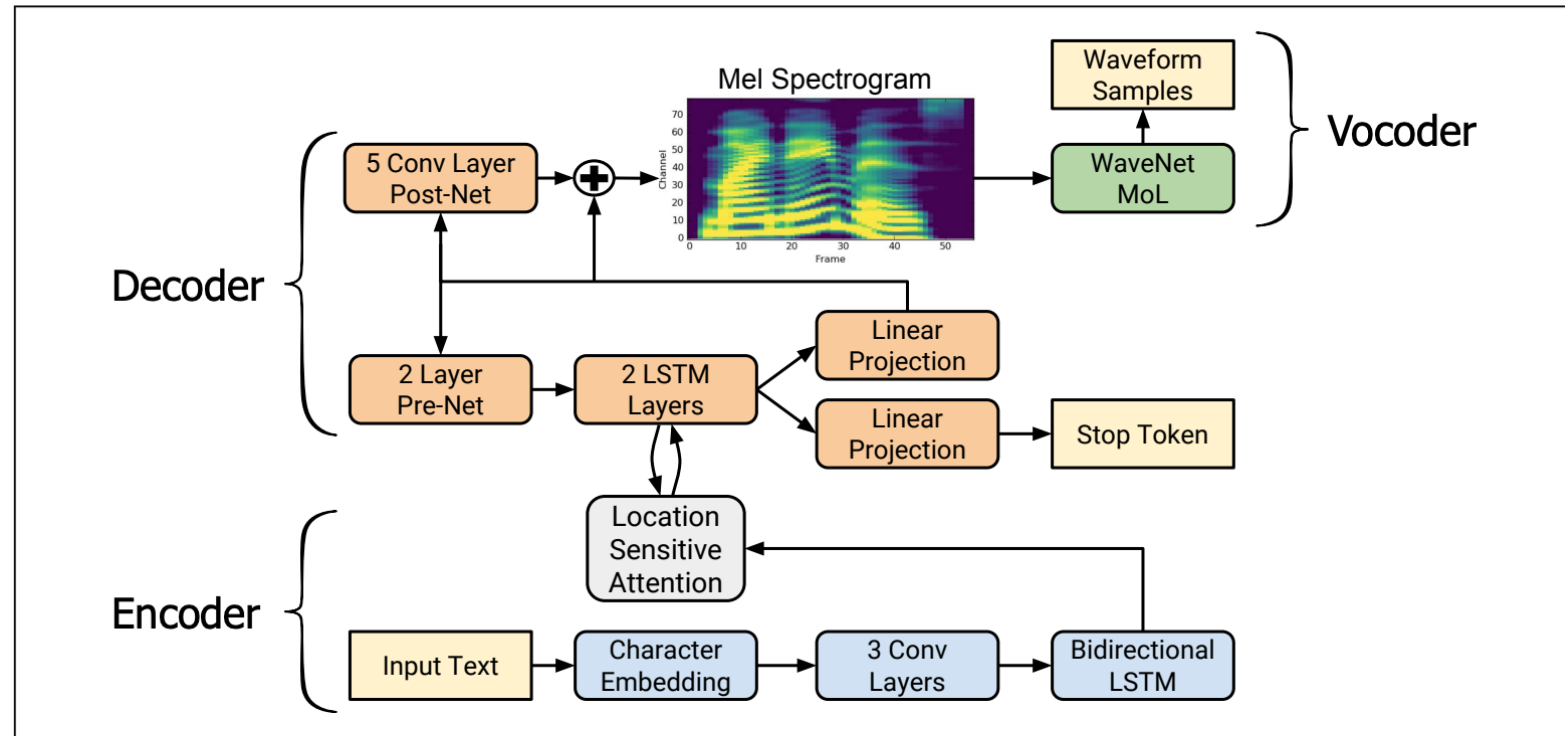 Waveform
Samples
Mel Spectrogram
Vocoder
5 Conv Layer
Post-Net
WaveNet
MoL
Channel
70
60
50
40
30
20
10
0
0 10 20 30 40 50
Frame
Decoder
Linear
Projection
2 Layer
Pre-Net
2 LSTM
Layers
Linear
Projection
Stop Token
Location
Sensitive
Attention
Encoder
Input Text
Character
Embedding
3 Conv
Layers
Bidirectional
LSTM